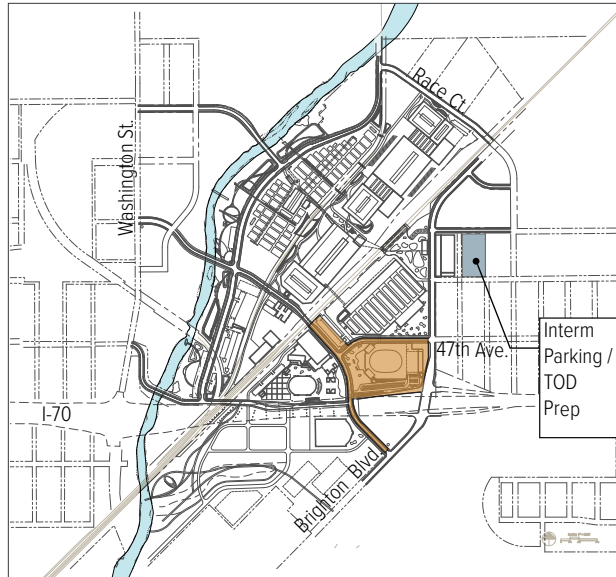 Race Ct.
Washington St.
47th Ave.
Interm
Parking /
TOD
Prep
I-70
Brighton Blvd.